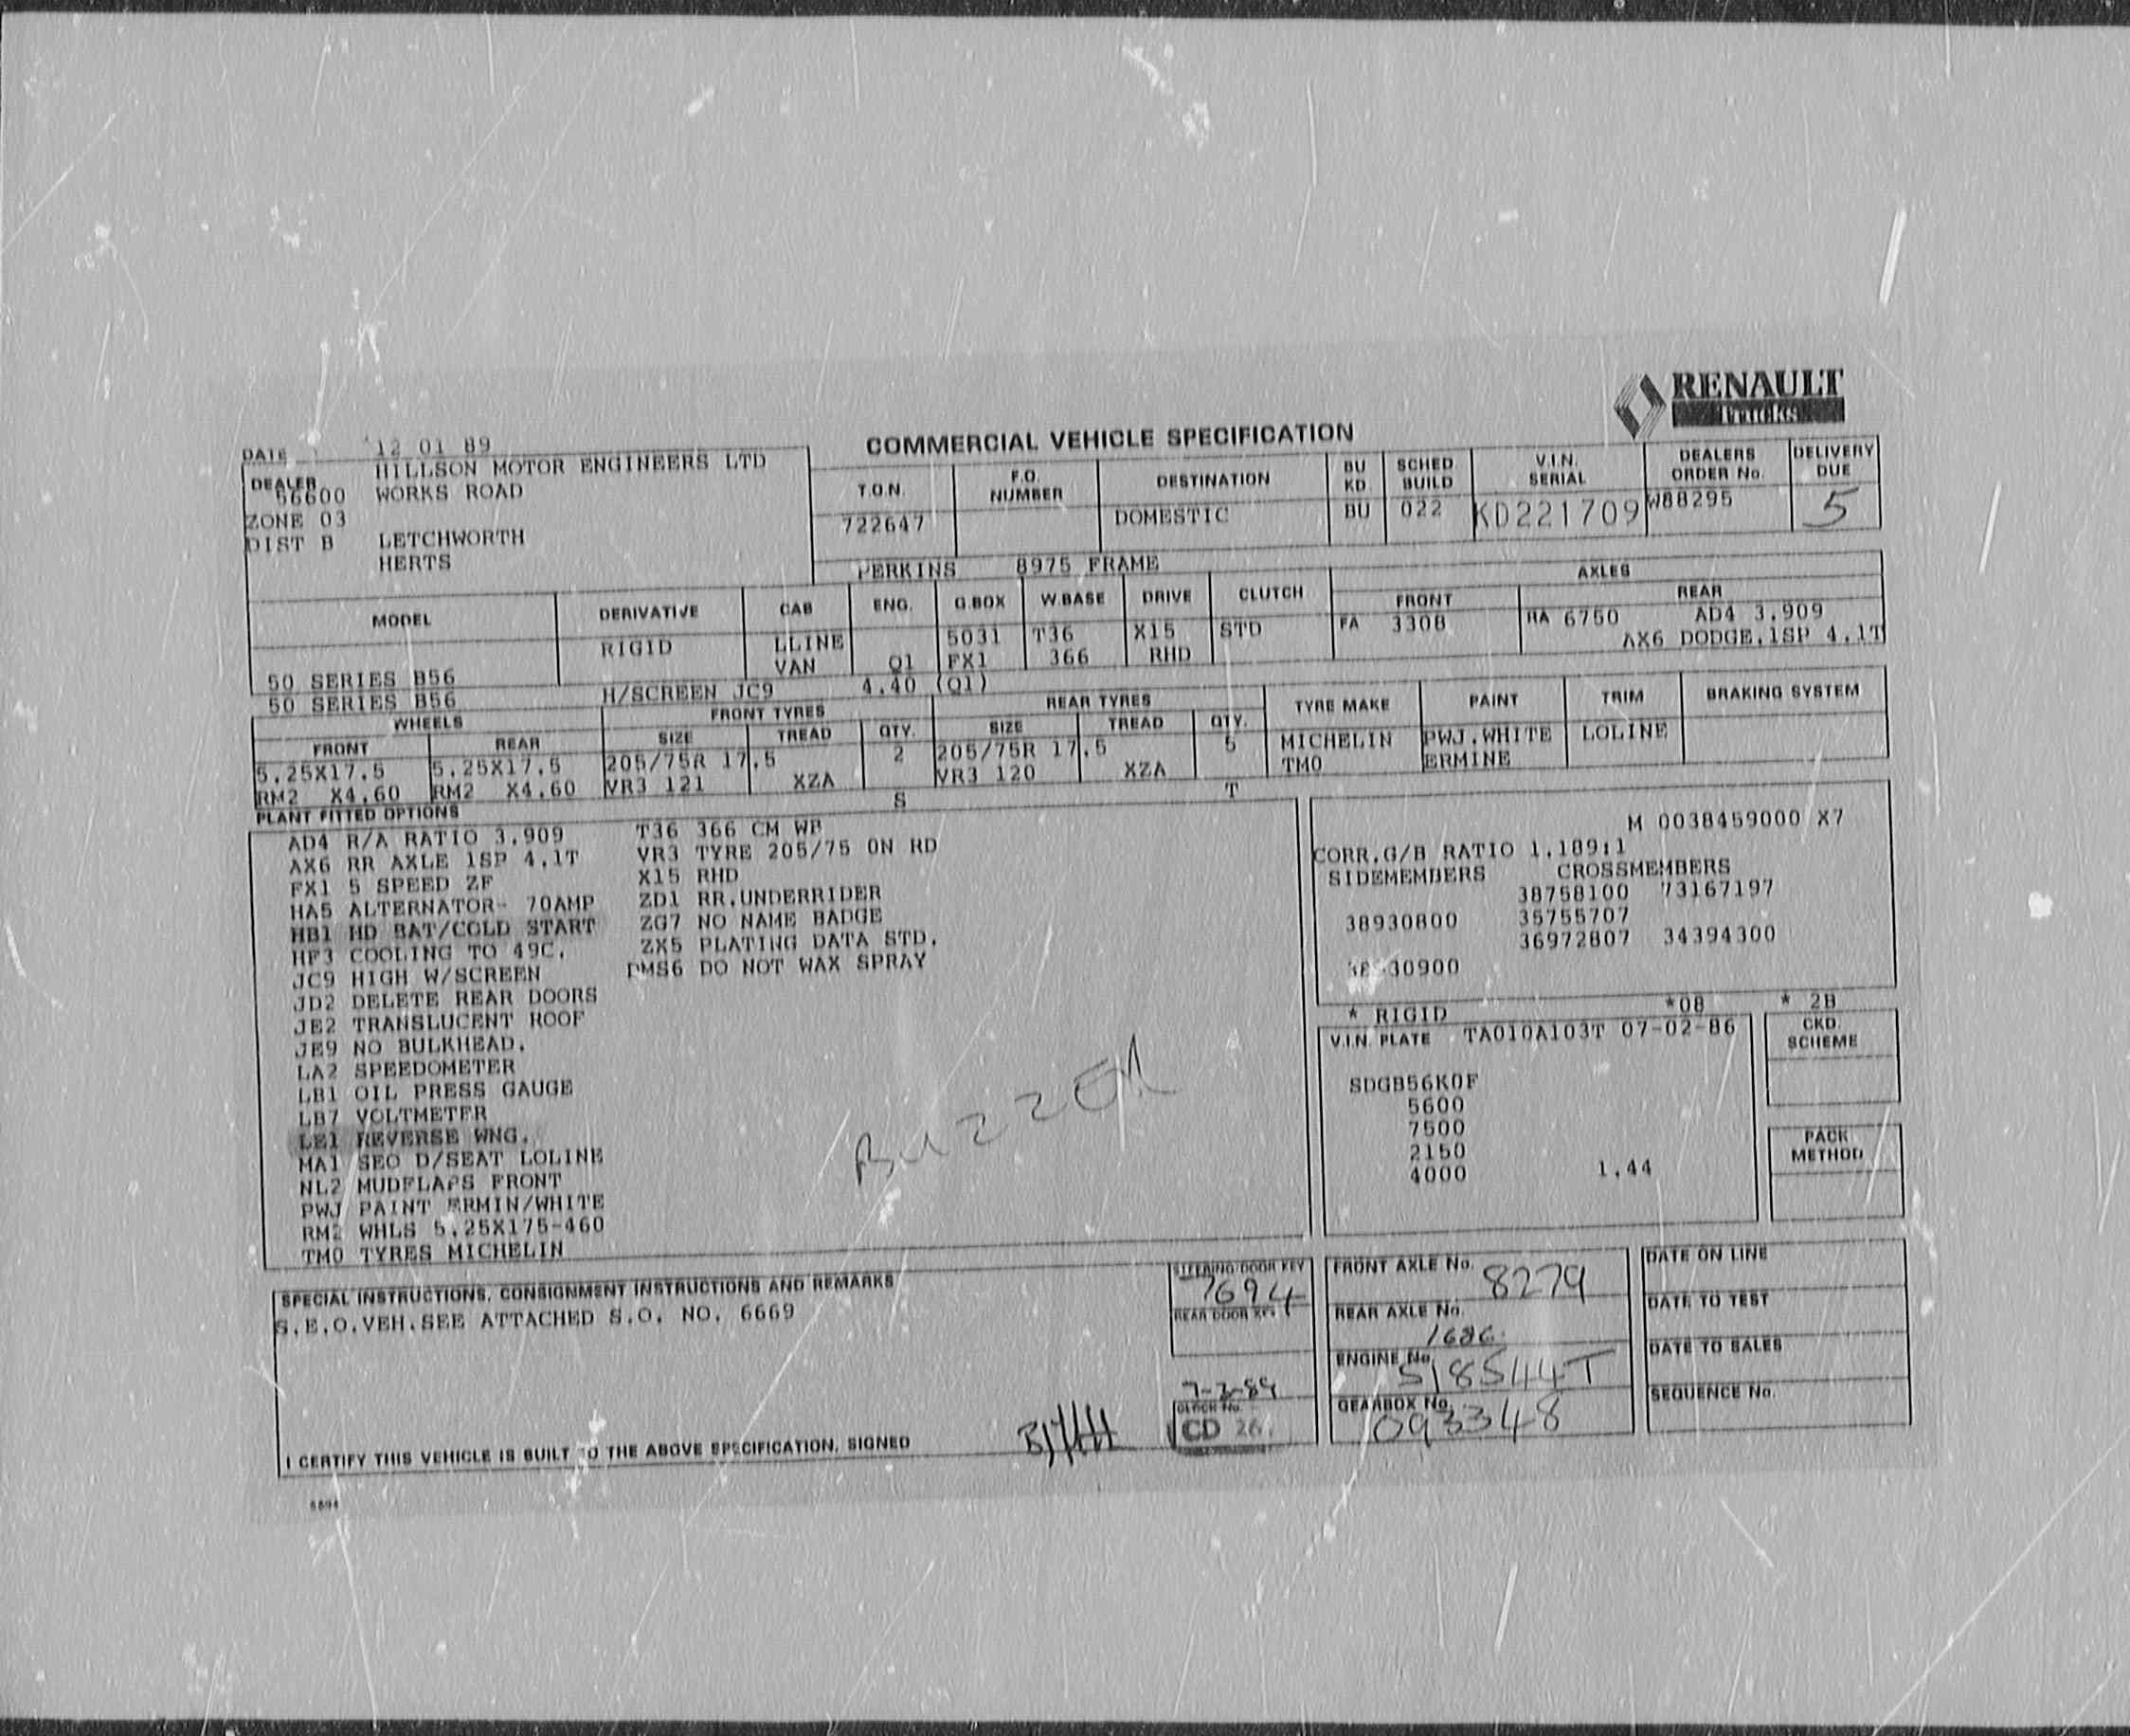 RENAULT
Trucks
COMMERCIAL VEHICLE SPECIFICATION
DATE 12 01 89
DEALER HILLSON MOTOR ENGINEERS LTD
56600 WORKS ROAD
ZONE 03
DIST B LETCHWORTH
HERTS
T.O.N. F.O. NUMBER DESTINATION BU KD SCHED BUILD V.I.N. SERIAL DEALERS ORDER No. DELIVERY DUE
722647 DOMESTIC BU 022 KD221709 W88295 5
PERKINS 8975 FRAME
MODEL DERIVATIVE CAB ENG. G.BOX W.BASE DRIVE CLUTCH AXLES FRONT REAR
RIGID LLINE 5031 T36 X15 STD FA 3308 RA 6750 AD4 3.909
50 SERIES B56 VAN Q1 FX1 366 RHD AX6 DODGE.1SP 4.1T
50 SERIES B56 H/SCREEN JC9 4.40 (Q1)
WHEELS FRONT TYRES REAR TYRES TYRE MAKE PAINT TRIM BRAKING SYSTEM
FRONT REAR SIZE TREAD QTY. SIZE TREAD QTY.
5.25X17.5 5.25X17.5 205/75R 17.5 2 205/75R 17.5 5 MICHELIN PWJ.WHITE LOLINE
RM2 X4.60 RM2 X4.60 VR3 121 XZA VR3 120 XZA TM0 ERMINE
S T
PLANT FITTED OPTIONS
AD4 R/A RATIO 3.909 T36 366 CM WB
AX6 RR AXLE 1SP 4.1T VR3 TYRE 205/75 ON RD
FX1 5 SPEED ZF X15 RHD
HA5 ALTERNATOR- 70AMP ZD1 RR.UNDERRIDER
HB1 HD BAT/COLD START ZG7 NO NAME BADGE
HF3 COOLING TO 49C. ZX5 PLATING DATA STD.
JC9 HIGH W/SCREEN PMS6 DO NOT WAX SPRAY
JD2 DELETE REAR DOORS
JE2 TRANSLUCENT ROOF
JE9 NO BULKHEAD.
LA2 SPEEDOMETER
LB1 OIL PRESS GAUGE
LB7 VOLTMETER
LE1 REVERSE WNG.
MA1 SEO D/SEAT LOLINE
NL2 MUDFLAPS FRONT
PWJ PAINT ERMIN/WHITE
RM2 WHLS 5.25X175-460
TM0 TYRES MICHELIN
BUZZER
M 0038459000 X7
CORR.G/B RATIO 1.189:1
SIDEMEMBERS CROSSMEMBERS
38758100 73167197
38930800 35755707
36972807 34394300
30900
* RIGID *08 * 2B
V.I.N. PLATE TA010A103T 07-02-86
SDGB56K0F
5600
7500
2150
4000 1.44
CKD SCHEME
PACK METHOD
SPECIAL INSTRUCTIONS, CONSIGNMENT INSTRUCTIONS AND REMARKS
S.E.O.VEH.SEE ATTACHED S.O. NO. 6669
STEERING/DOOR KEY
7694
REAR DOOR KEY
7-2-89
CLOCK No.
CD 26
FRONT AXLE No. 8279
REAR AXLE No.
1686
ENGINE No. 518544T
GEARBOX No. 093348
DATE ON LINE
DATE TO TEST
DATE TO SALES
SEQUENCE No.
I CERTIFY THIS VEHICLE IS BUILT TO THE ABOVE SPECIFICATION, SIGNED